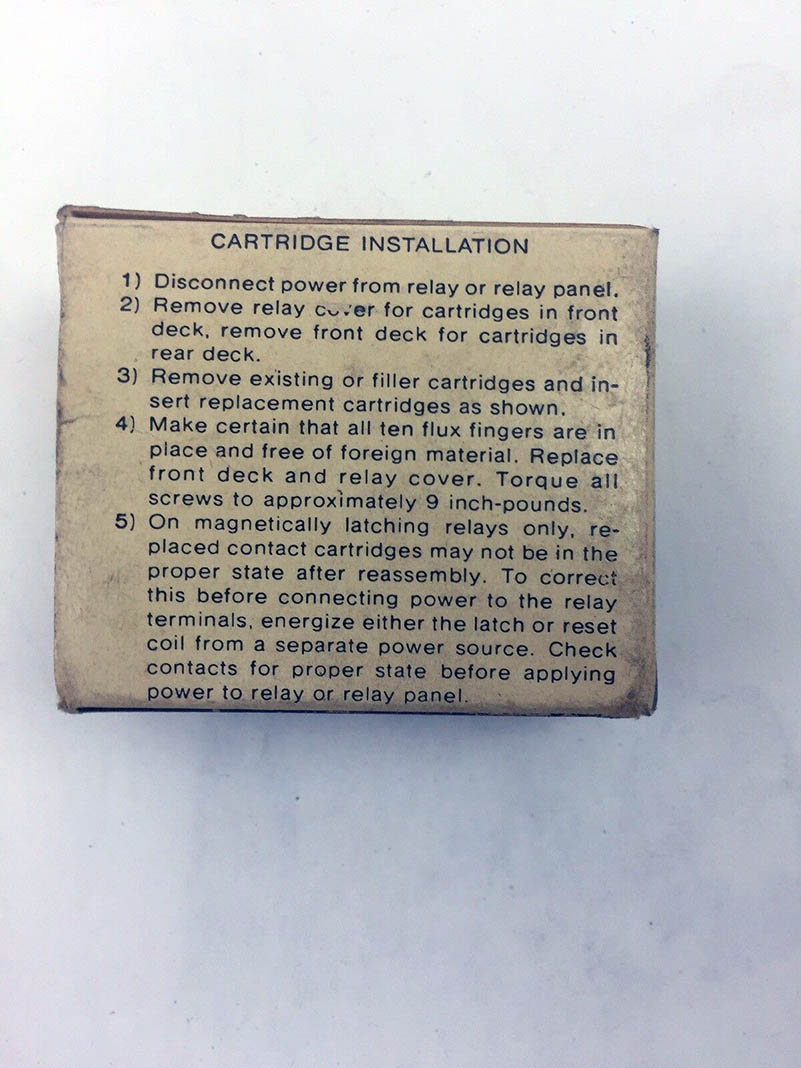 CARTRIDGE INSTALLATION
1) Disconnect power from relay or relay panel.
2) Remove relay cover for cartridges in front
deck, remove front deck for cartridges in
rear deck.
3) Remove existing or filler cartridges and in-
sert replacement cartridges as shown.
4) Make certain that all ten flux fingers are in
place and free of foreign material. Replace
front deck and relay cover. Torque all
screws to approximately 9 inch-pounds.
5) On magnetically latching relays only, re-
placed contact cartridges may not be in the
proper state after reassembly. To correct
this before connecting power to the relay
terminals, energize either the latch or reset
coil from a separate power source. Check
contacts for proper state before applying
power to relay or relay panel.